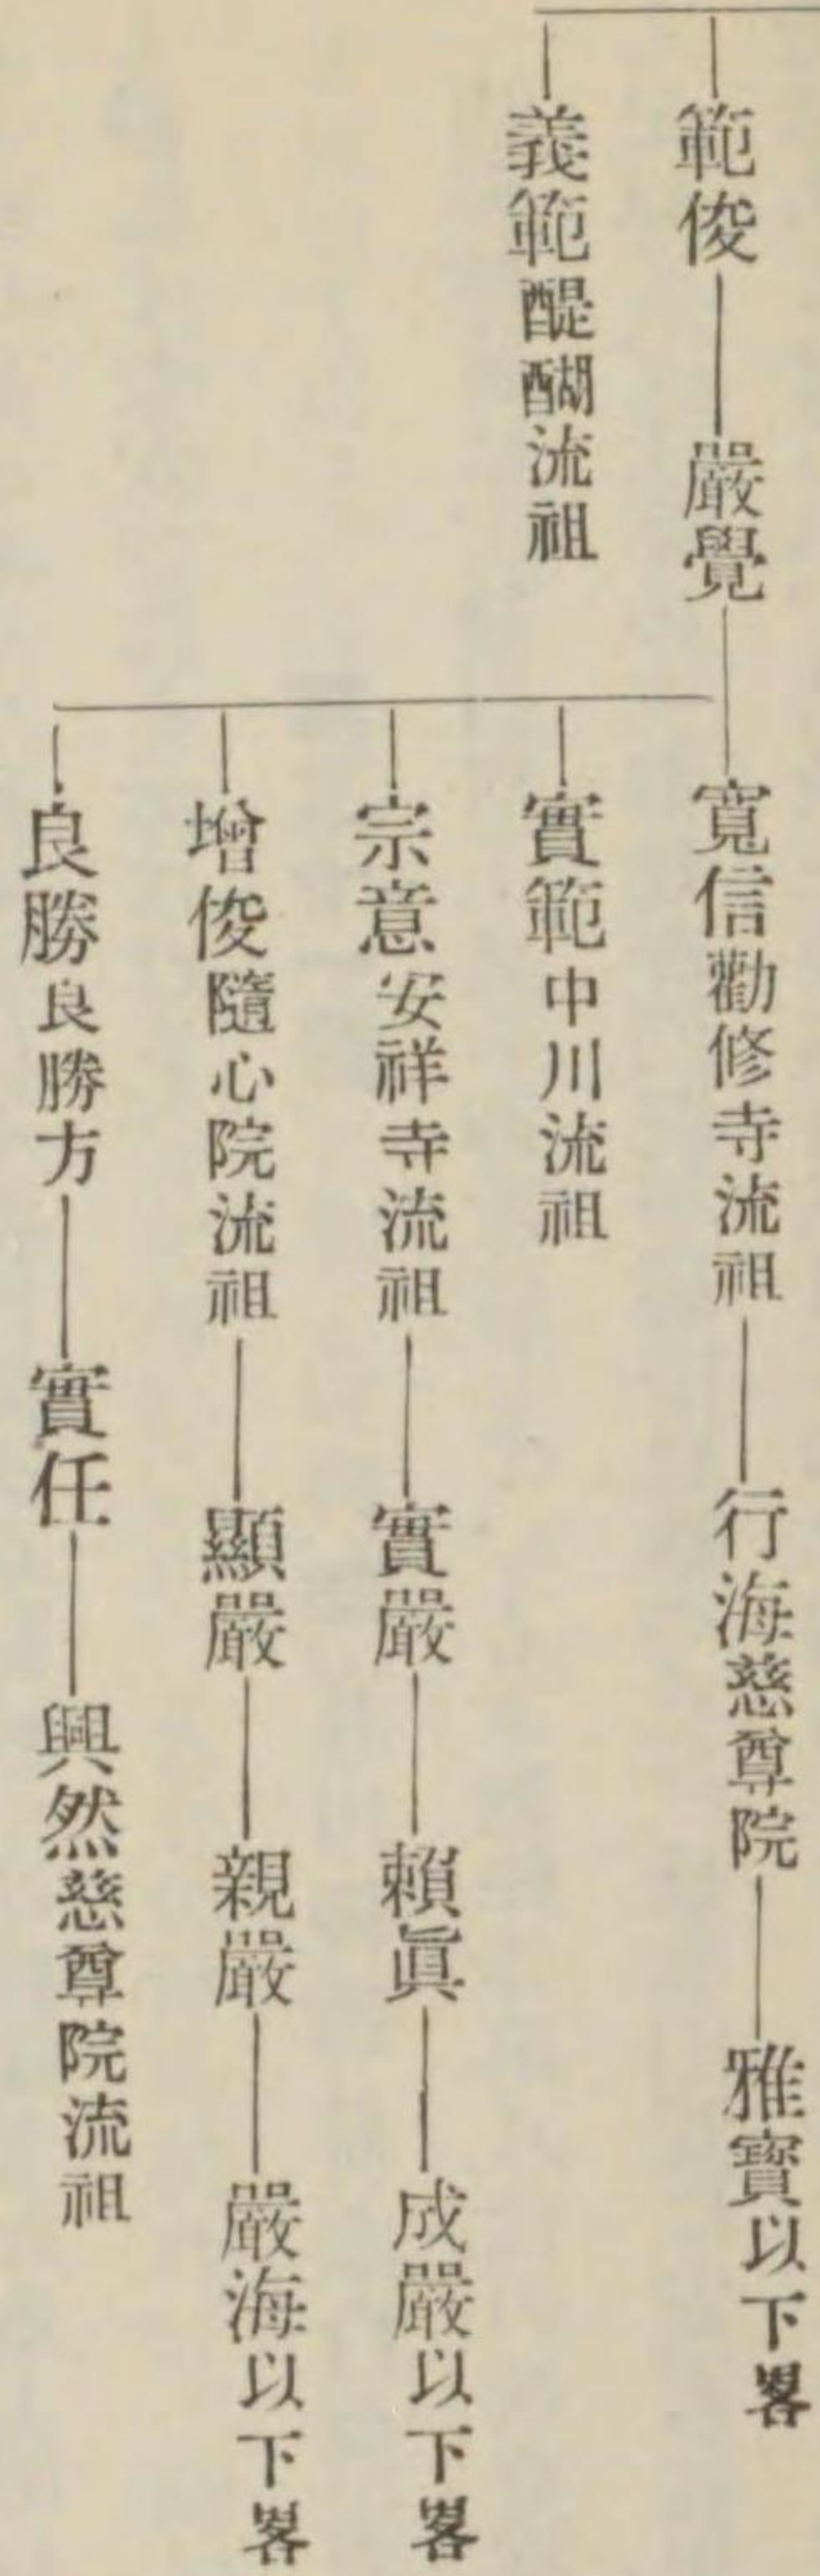 範俊
嚴覺
寬信勸修寺流祖
行海慈尊院
雅寶以下畧
實範中川流祖
宗意安祥寺流祖
實嚴
賴眞
成嚴以下畧
增俊隨心院流祖
顯嚴
親嚴
嚴海以下畧
良勝良勝方
實任
興然慈尊院流祖
義範醍醐流祖